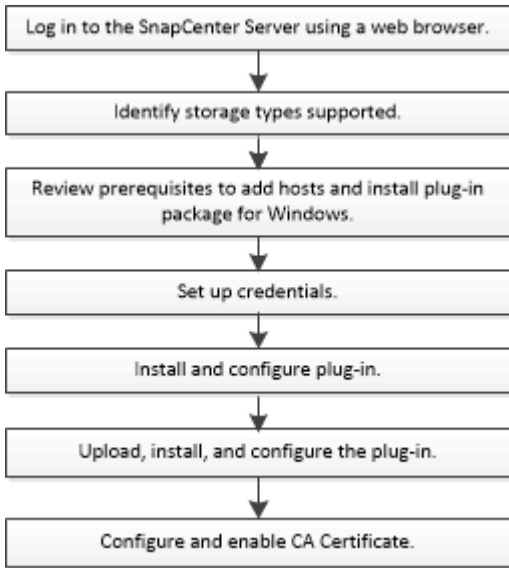 Log in to the SnapCenter Server using a web browser.
Identify storage types supported.
Review prerequisites to add hosts and install plug-in
package for Windows.
Set up credentials.
Install and configure plug-in.
Upload, install, and configure the plug-in.
Configure and enable CA Certificate.